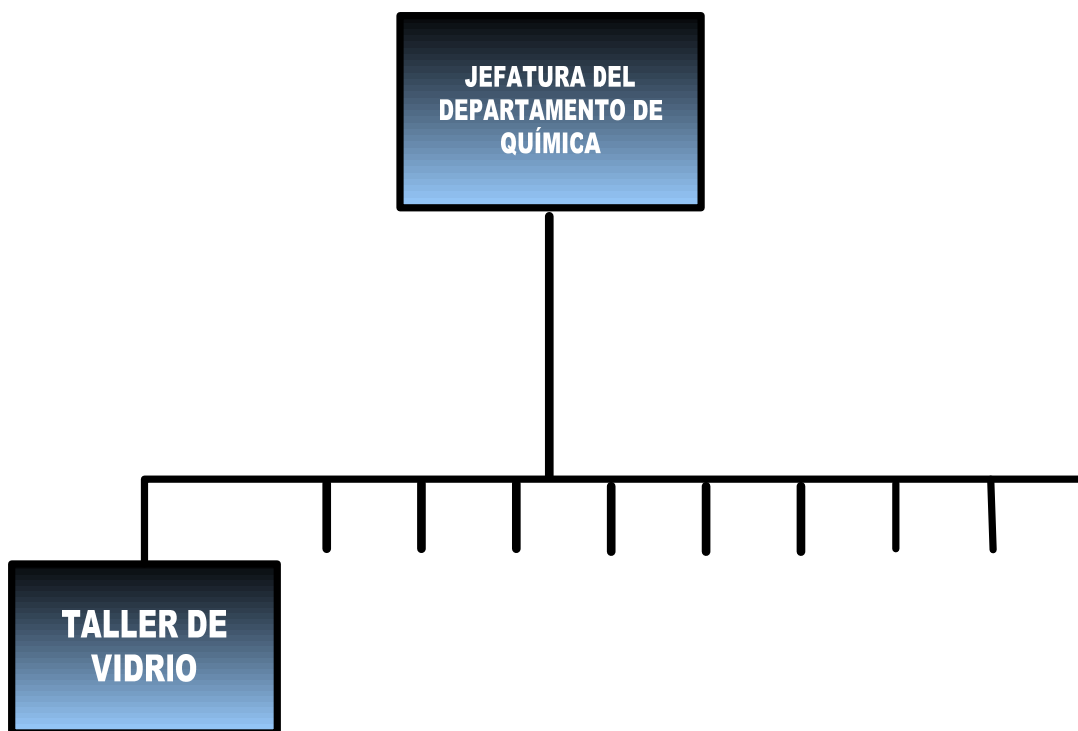 JEFATURA DEL
DEPARTAMENTO DE
QUÍMICA
TALLER DE
VIDRIO